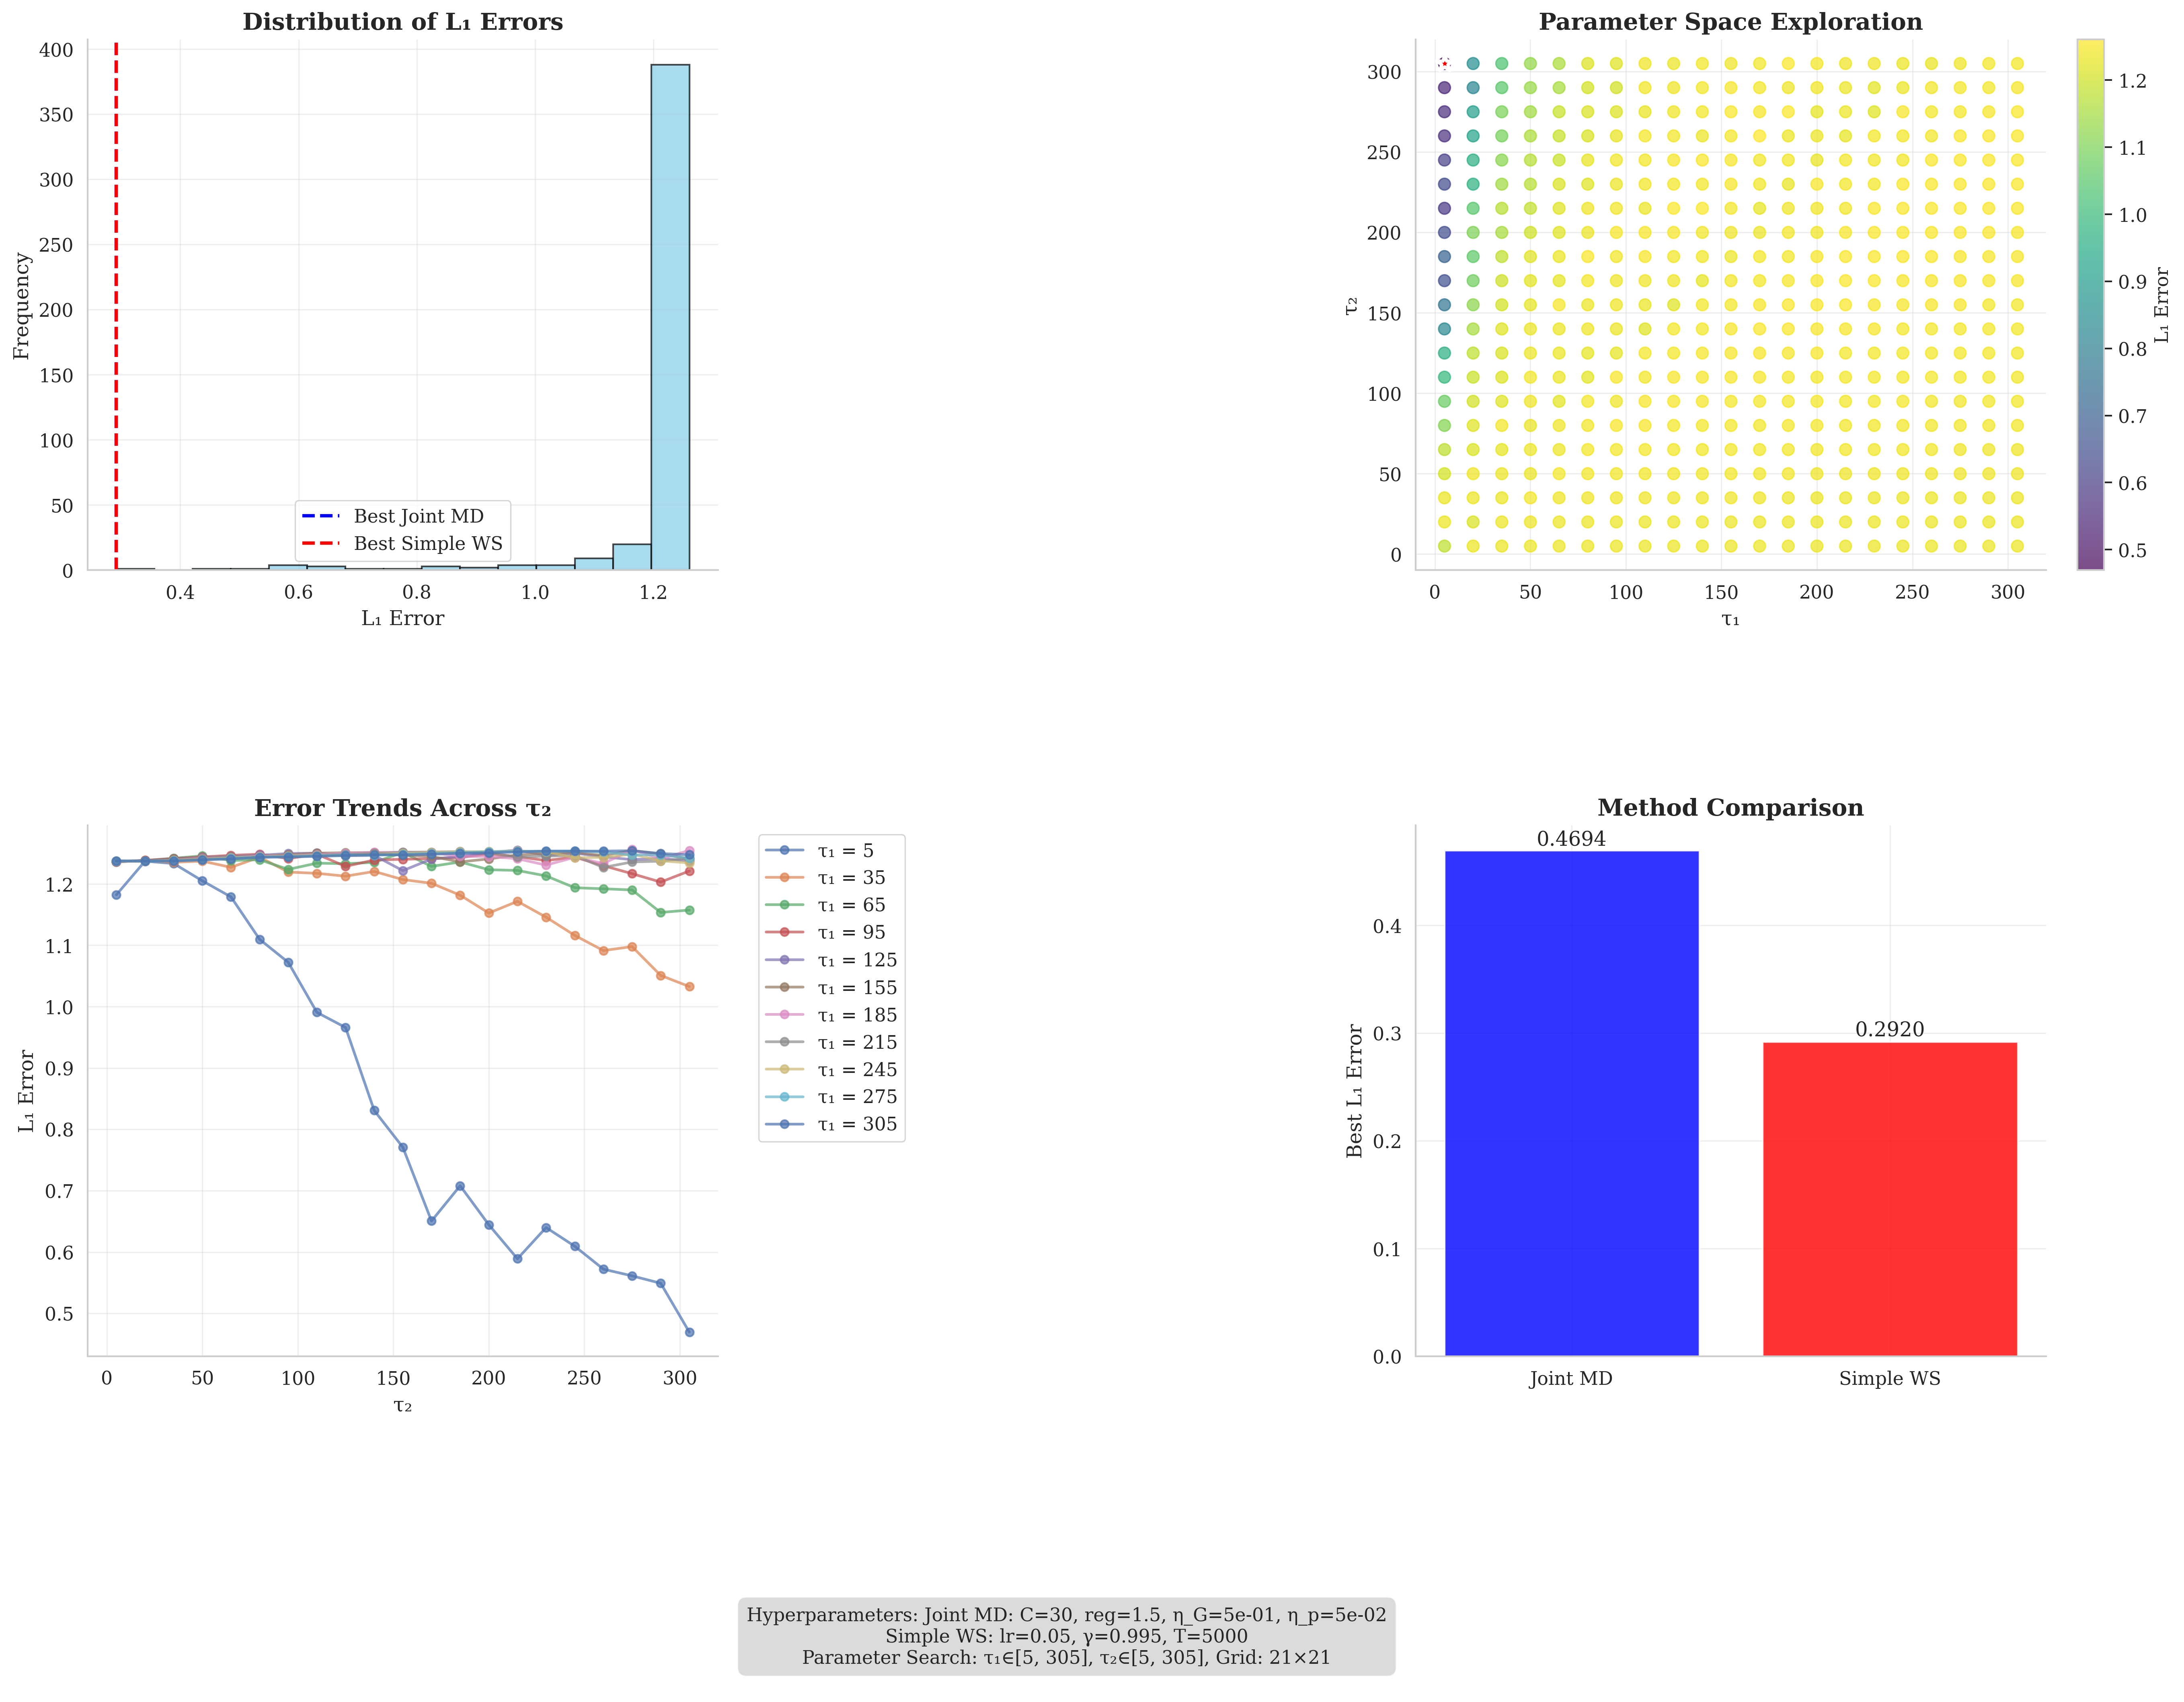 Distribution of L₁ Errors
400
350
300
250
200
150
100
50
0
Frequency
0.4 0.6 0.8 1.0 1.2
L₁ Error
Best Joint MD
Best Simple WS
Parameter Space Exploration
300
250
200
150
100
50
0
τ₂
0 50 100 150 200 250 300
τ₁
1.2
1.1
1.0
0.9
0.8
0.7
0.6
0.5
L₁ Error
Error Trends Across τ₂
1.2
1.1
1.0
0.9
0.8
0.7
0.6
0.5
L₁ Error
0 50 100 150 200 250 300
τ₂
τ₁ = 5
τ₁ = 35
τ₁ = 65
τ₁ = 95
τ₁ = 125
τ₁ = 155
τ₁ = 185
τ₁ = 215
τ₁ = 245
τ₁ = 275
τ₁ = 305
Method Comparison
0.4694
0.2920
0.4
0.3
0.2
0.1
0.0
Best L₁ Error
Joint MD Simple WS
Hyperparameters: Joint MD: C=30, reg=1.5, η_G=5e-01, η_p=5e-02
Simple WS: lr=0.05, γ=0.995, T=5000
Parameter Search: τ₁∈[5, 305], τ₂∈[5, 305], Grid: 21×21